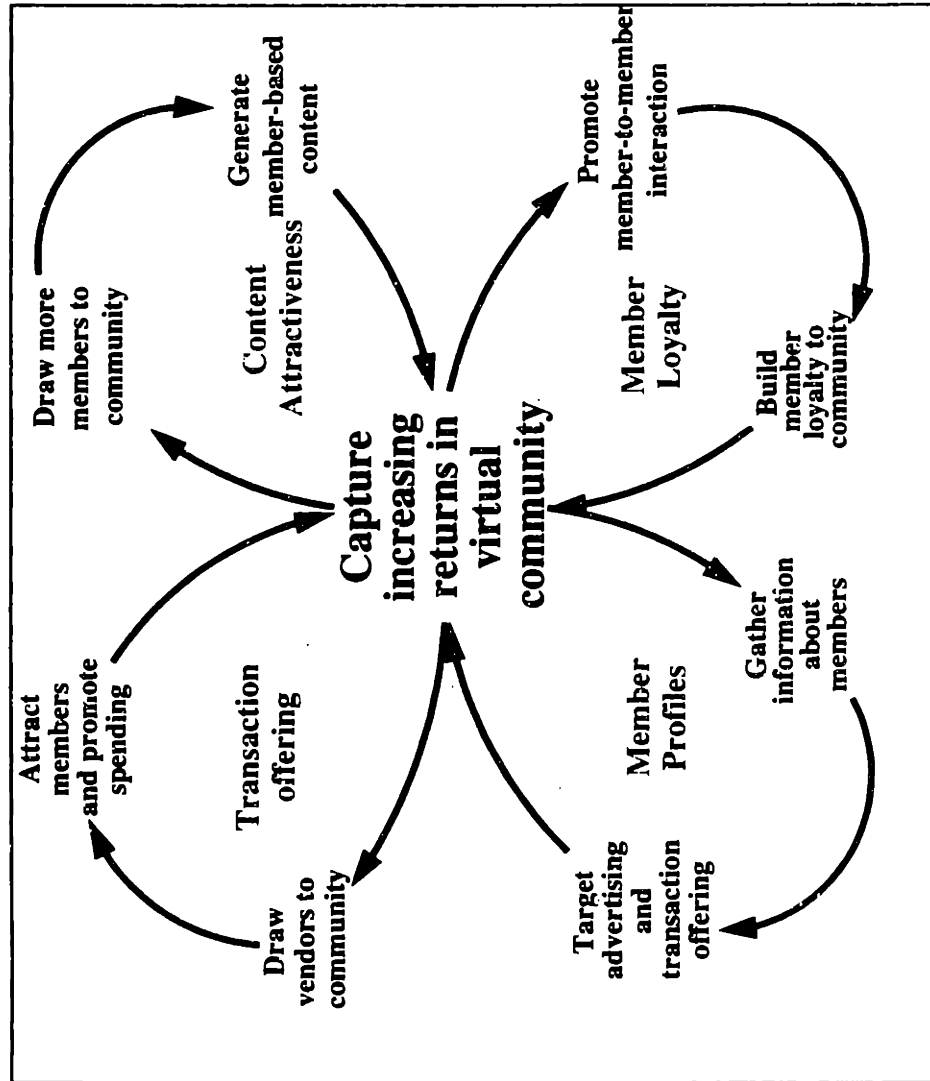 Attract
members
and promote
spending
Draw more
members to
community
Draw
vendors to
community
Transaction
offering
Content
Attractiveness
Generate
member-based
content
Capture
increasing
returns in
virtual
community
Target
advertising
and
transaction
offering
Member
Profiles
Member
Loyalty
Promote
member-to-member
interaction
Gather
information
about
members
Build
member
loyalty to
community